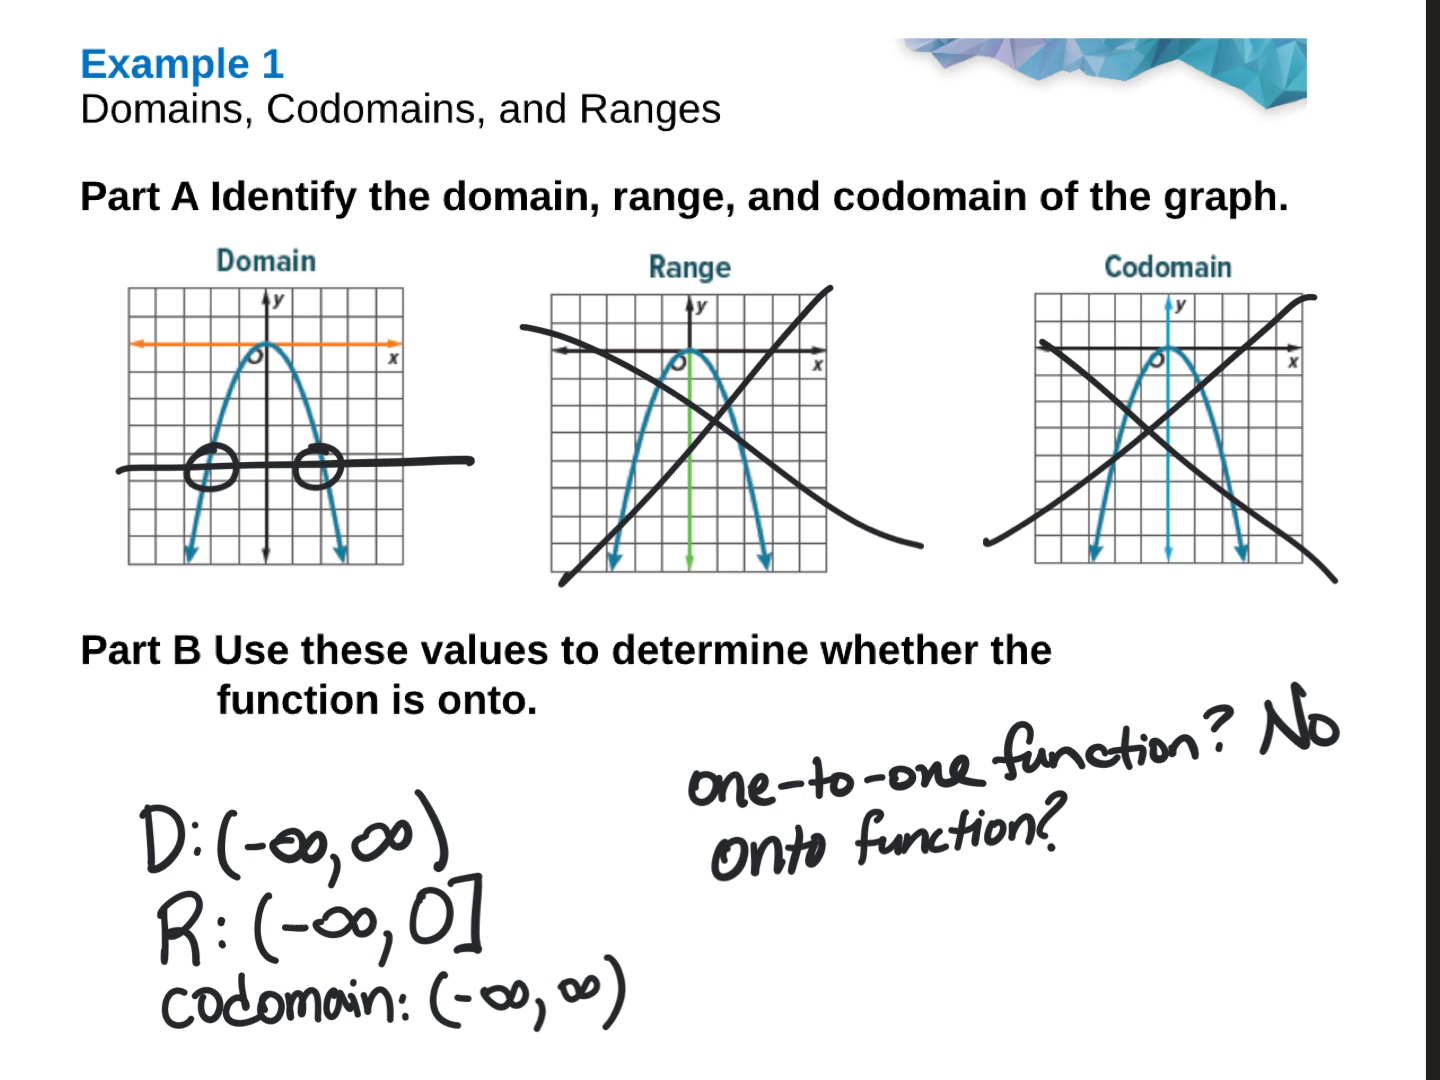 Example 1
Domains, Codomains, and Ranges
Part A Identify the domain, range, and codomain of the graph.
Domain
Range
Codomain
y
O
x
y
O
x
y
O
x
Part B Use these values to determine whether the
function is onto.
one-to-one function? No
onto function?
D: (-∞, ∞)
R: (-∞, 0]
codomain: (-∞, ∞)